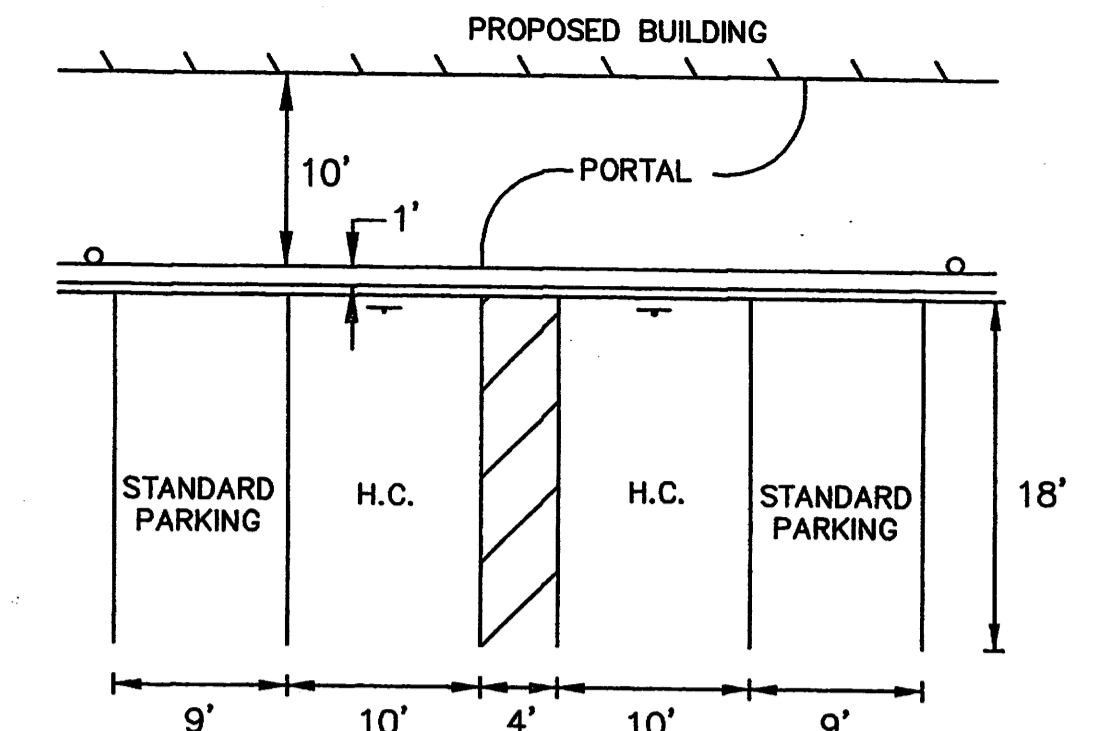 PROPOSED BUILDING
10'
PORTAL
1'
STANDARD
PARKING
H.C.
H.C.
STANDARD
PARKING
18'
9'
10'
4'
10'
9'